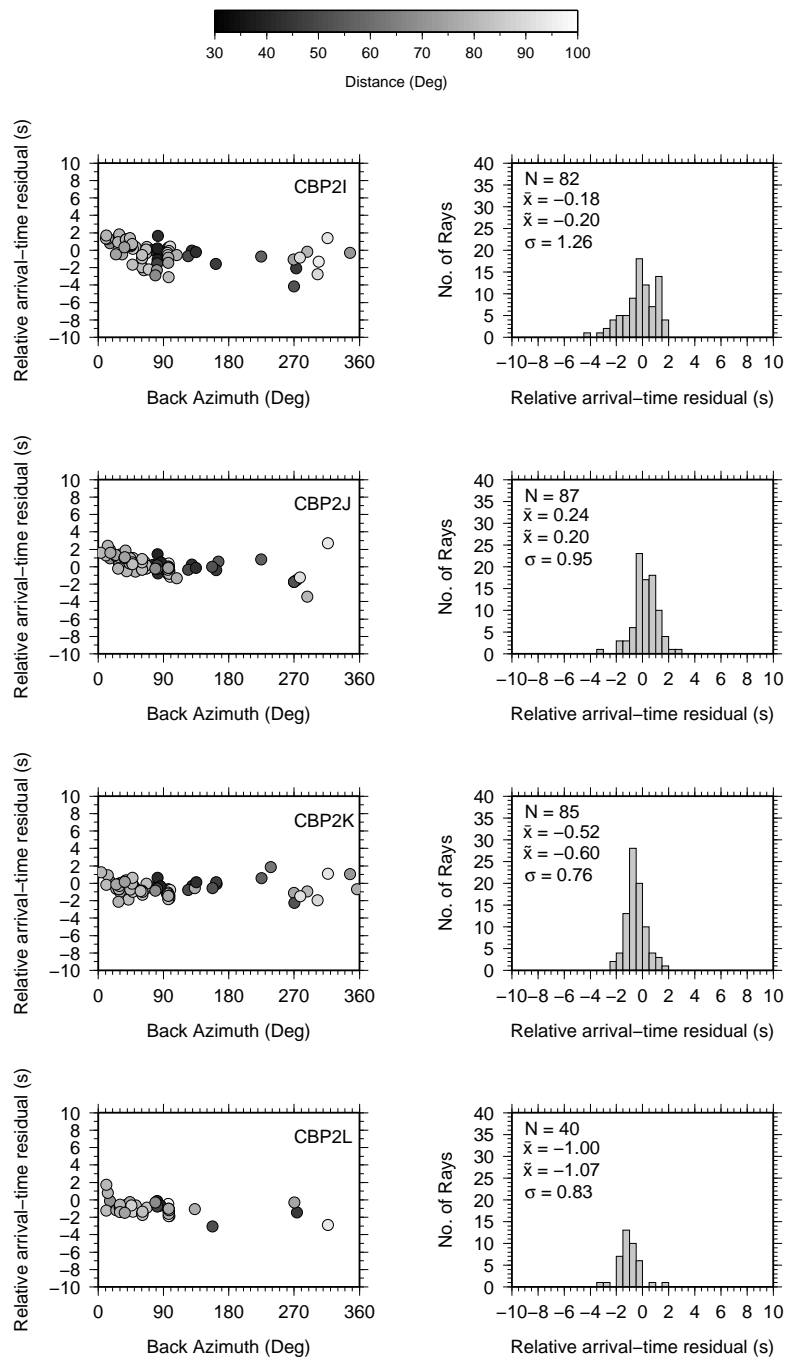 30 40 50 60 70 80 90 100
Distance (Deg)
Relative arrival−time residual (s)
10
8
6
4
2
0
−2
−4
−6
−8
−10
CBP2I
0 90 180 270 360
Back Azimuth (Deg)
No. of Rays
40
35
30
25
20
15
10
5
0
N = 82
x̄ = −0.18
x̃ = −0.20
σ = 1.26
−10 −8 −6 −4 −2 0 2 4 6 8 10
Relative arrival−time residual (s)
Relative arrival−time residual (s)
10
8
6
4
2
0
−2
−4
−6
−8
−10
CBP2J
0 90 180 270 360
Back Azimuth (Deg)
No. of Rays
40
35
30
25
20
15
10
5
0
N = 87
x̄ = 0.24
x̃ = 0.20
σ = 0.95
−10 −8 −6 −4 −2 0 2 4 6 8 10
Relative arrival−time residual (s)
Relative arrival−time residual (s)
10
8
6
4
2
0
−2
−4
−6
−8
−10
CBP2K
0 90 180 270 360
Back Azimuth (Deg)
No. of Rays
40
35
30
25
20
15
10
5
0
N = 85
x̄ = −0.52
x̃ = −0.60
σ = 0.76
−10 −8 −6 −4 −2 0 2 4 6 8 10
Relative arrival−time residual (s)
Relative arrival−time residual (s)
10
8
6
4
2
0
−2
−4
−6
−8
−10
CBP2L
0 90 180 270 360
Back Azimuth (Deg)
No. of Rays
40
35
30
25
20
15
10
5
0
N = 40
x̄ = −1.00
x̃ = −1.07
σ = 0.83
−10 −8 −6 −4 −2 0 2 4 6 8 10
Relative arrival−time residual (s)